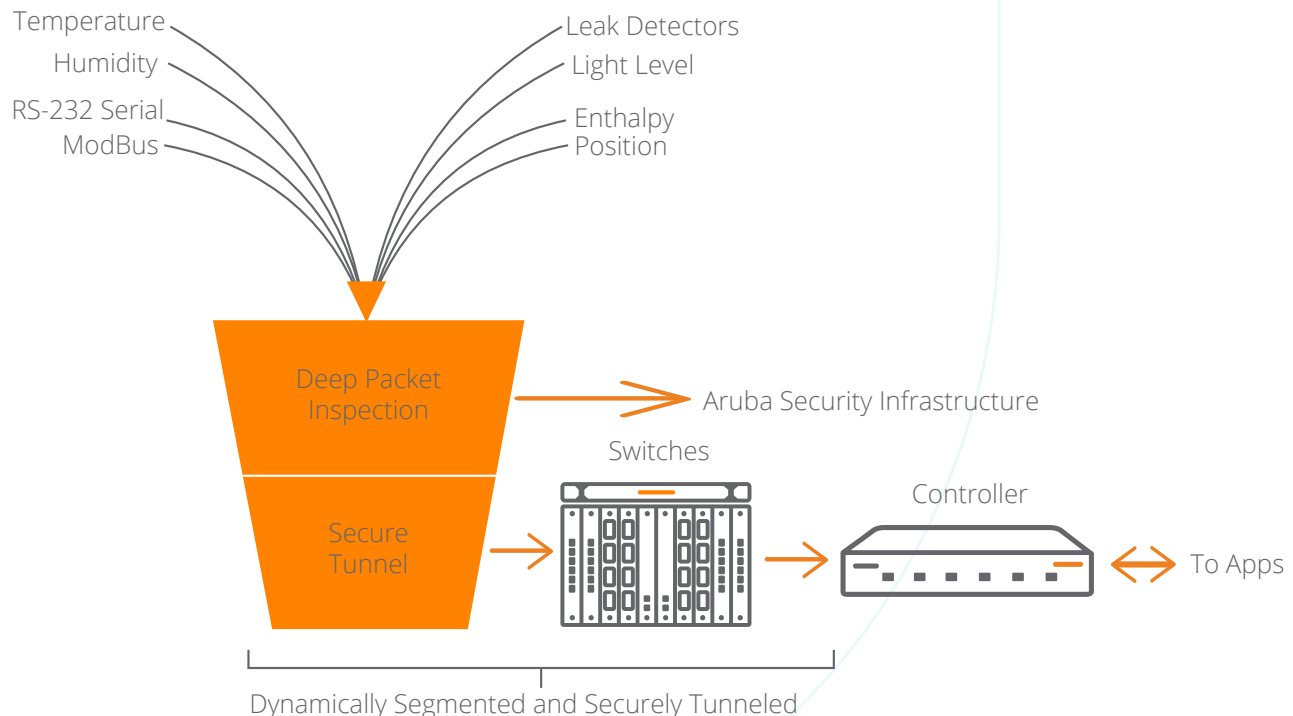 Temperature
Humidity
RS-232 Serial
ModBus
Leak Detectors
Light Level
Enthalpy
Position
Deep Packet
Inspection
Aruba Security Infrastructure
Switches
Controller
Secure
Tunnel
To Apps
Dynamically Segmented and Securely Tunneled